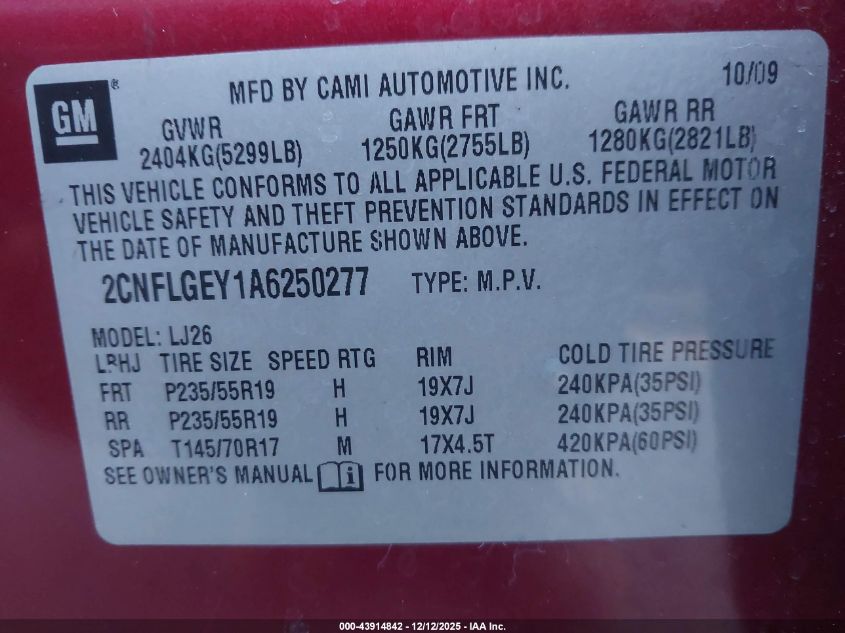 GM ®
MFD BY CAMI AUTOMOTIVE INC. 10/09
GVWR GAWR FRT GAWR RR
2404KG(5299LB) 1250KG(2755LB) 1280KG(2821LB)
THIS VEHICLE CONFORMS TO ALL APPLICABLE U.S. FEDERAL MOTOR
VEHICLE SAFETY AND THEFT PREVENTION STANDARDS IN EFFECT ON
THE DATE OF MANUFACTURE SHOWN ABOVE.
2CNFLGEY1A6250277 TYPE: M.P.V.
MODEL: LJ26
LRHJ TIRE SIZE SPEED RTG RIM COLD TIRE PRESSURE
FRT P235/55R19 H 19X7J 240KPA(35PSI)
RR P235/55R19 H 19X7J 240KPA(35PSI)
SPA T145/70R17 M 17X4.5T 420KPA(60PSI)
SEE OWNER'S MANUAL i FOR MORE INFORMATION.
000-43914842 - 12/12/2025 - IAA Inc.